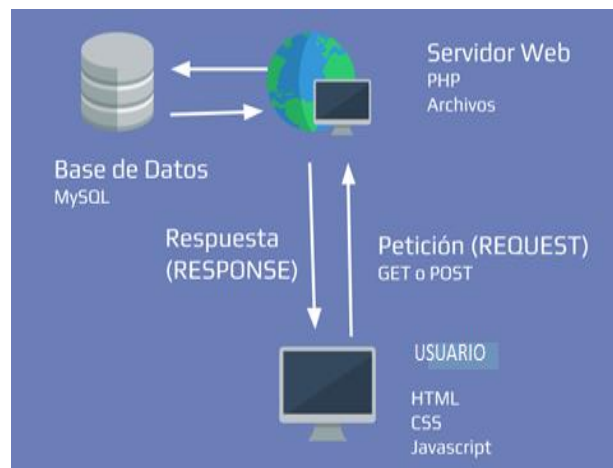 Servidor Web
PHP
Archivos
Base de Datos
MySQL
Respuesta
(RESPONSE)
Petición (REQUEST)
GET o POST
USUARIO
HTML
CSS
Javascript